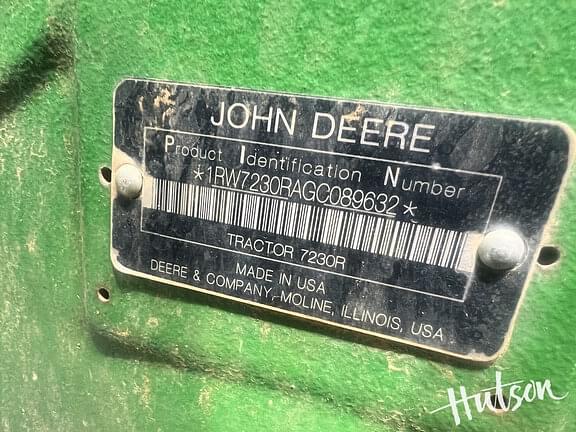 JOHN DEERE
Product Identification Number
*1RW7230RAGC089632*
TRACTOR 7230R
MADE IN USA
DEERE & COMPANY, MOLINE, ILLINOIS, USA
Hutson